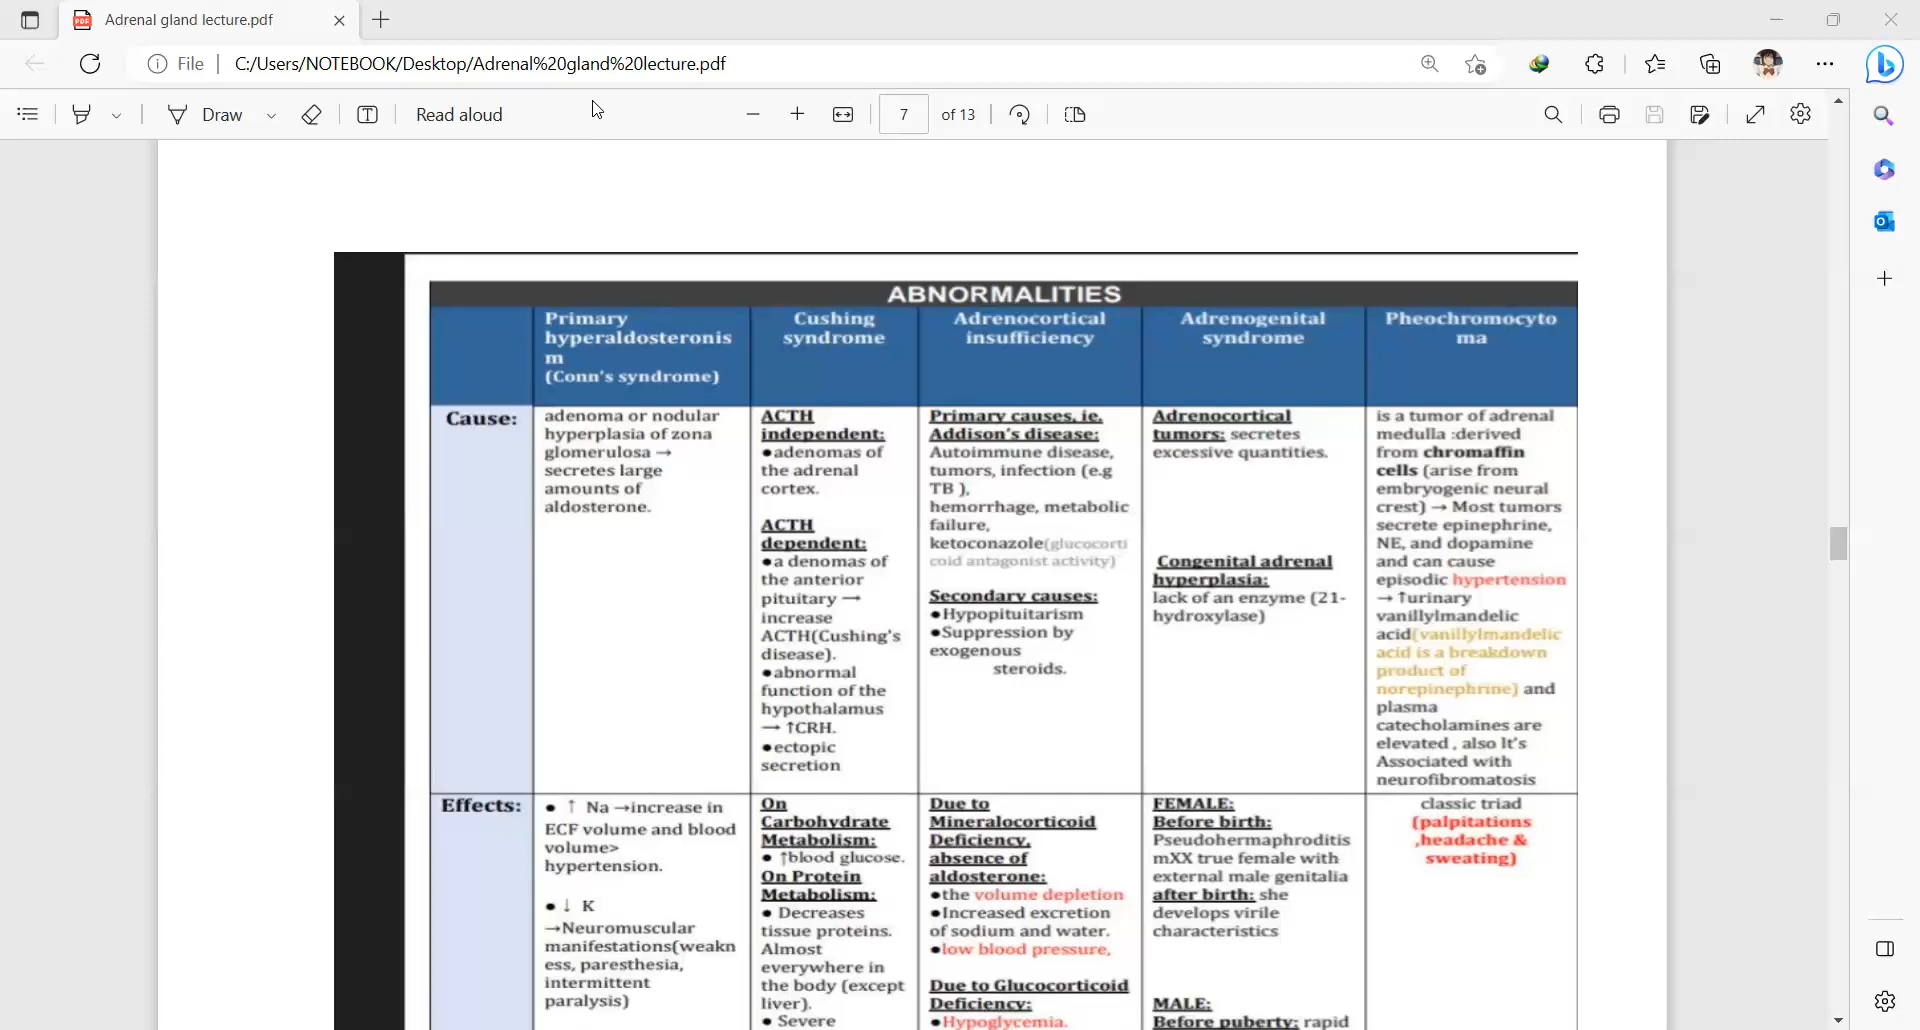 Adrenal gland lecture.pdf
File
C:/Users/NOTEBOOK/Desktop/Adrenal%20gland%20lecture.pdf
Draw
Read aloud
7
of 13
ABNORMALITIES
Primary
hyperaldosteronis
m
(Conn's syndrome)
Cushing
syndrome
Adrenocortical
insufficiency
Adrenogenital
syndrome
Pheochromocyto
ma
Cause:
adenoma or nodular
hyperplasia of zona
glomerulosa →
secretes large
amounts of
aldosterone.
ACTH
independent:
●adenomas of
the adrenal
cortex.
ACTH
dependent:
●a denomas of
the anterior
pituitary →
increase
ACTH(Cushing's
disease).
●abnormal
function of the
hypothalamus
→ ↑CRH.
●ectopic
secretion
Primary causes, ie.
Addison's disease:
Autoimmune disease,
tumors, infection (e.g
TB ),
hemorrhage, metabolic
failure,
ketoconazole(glucocorti
coid antagonist activity)
Secondary causes:
●Hypopituitarism
●Suppression by
exogenous
steroids.
Adrenocortical
tumors: secretes
excessive quantities.
Congenital adrenal
hyperplasia:
lack of an enzyme (21-
hydroxylase)
is a tumor of adrenal
medulla :derived
from chromaffin
cells (arise from
embryogenic neural
crest) → Most tumors
secrete epinephrine,
NE, and dopamine
and can cause
episodic hypertension
→ ↑urinary
vanillylmandelic
acid(vanillylmandelic
acid is a breakdown
product of
norepinephrine) and
plasma
catecholamines are
elevated , also It's
Associated with
neurofibromatosis
Effects:
● ↑ Na →increase in
ECF volume and blood
volume>
hypertension.
● ↓ K
→Neuromuscular
manifestations(weakn
ess, paresthesia,
intermittent
paralysis)
On
Carbohydrate
Metabolism:
● ↑blood glucose.
On Protein
Metabolism:
● Decreases
tissue proteins.
Almost
everywhere in
the body (except
liver).
● Severe
Due to
Mineralocorticoid
Deficiency,
absence of
aldosterone:
●the volume depletion
●Increased excretion
of sodium and water.
●low blood pressure,
Due to Glucocorticoid
Deficiency:
●Hypoglycemia.
FEMALE:
Before birth:
Pseudohermaphroditis
mXX true female with
external male genitalia
after birth: she
develops virile
characteristics
MALE:
Before puberty: rapid
classic triad
(palpitations
,headache &
sweating)